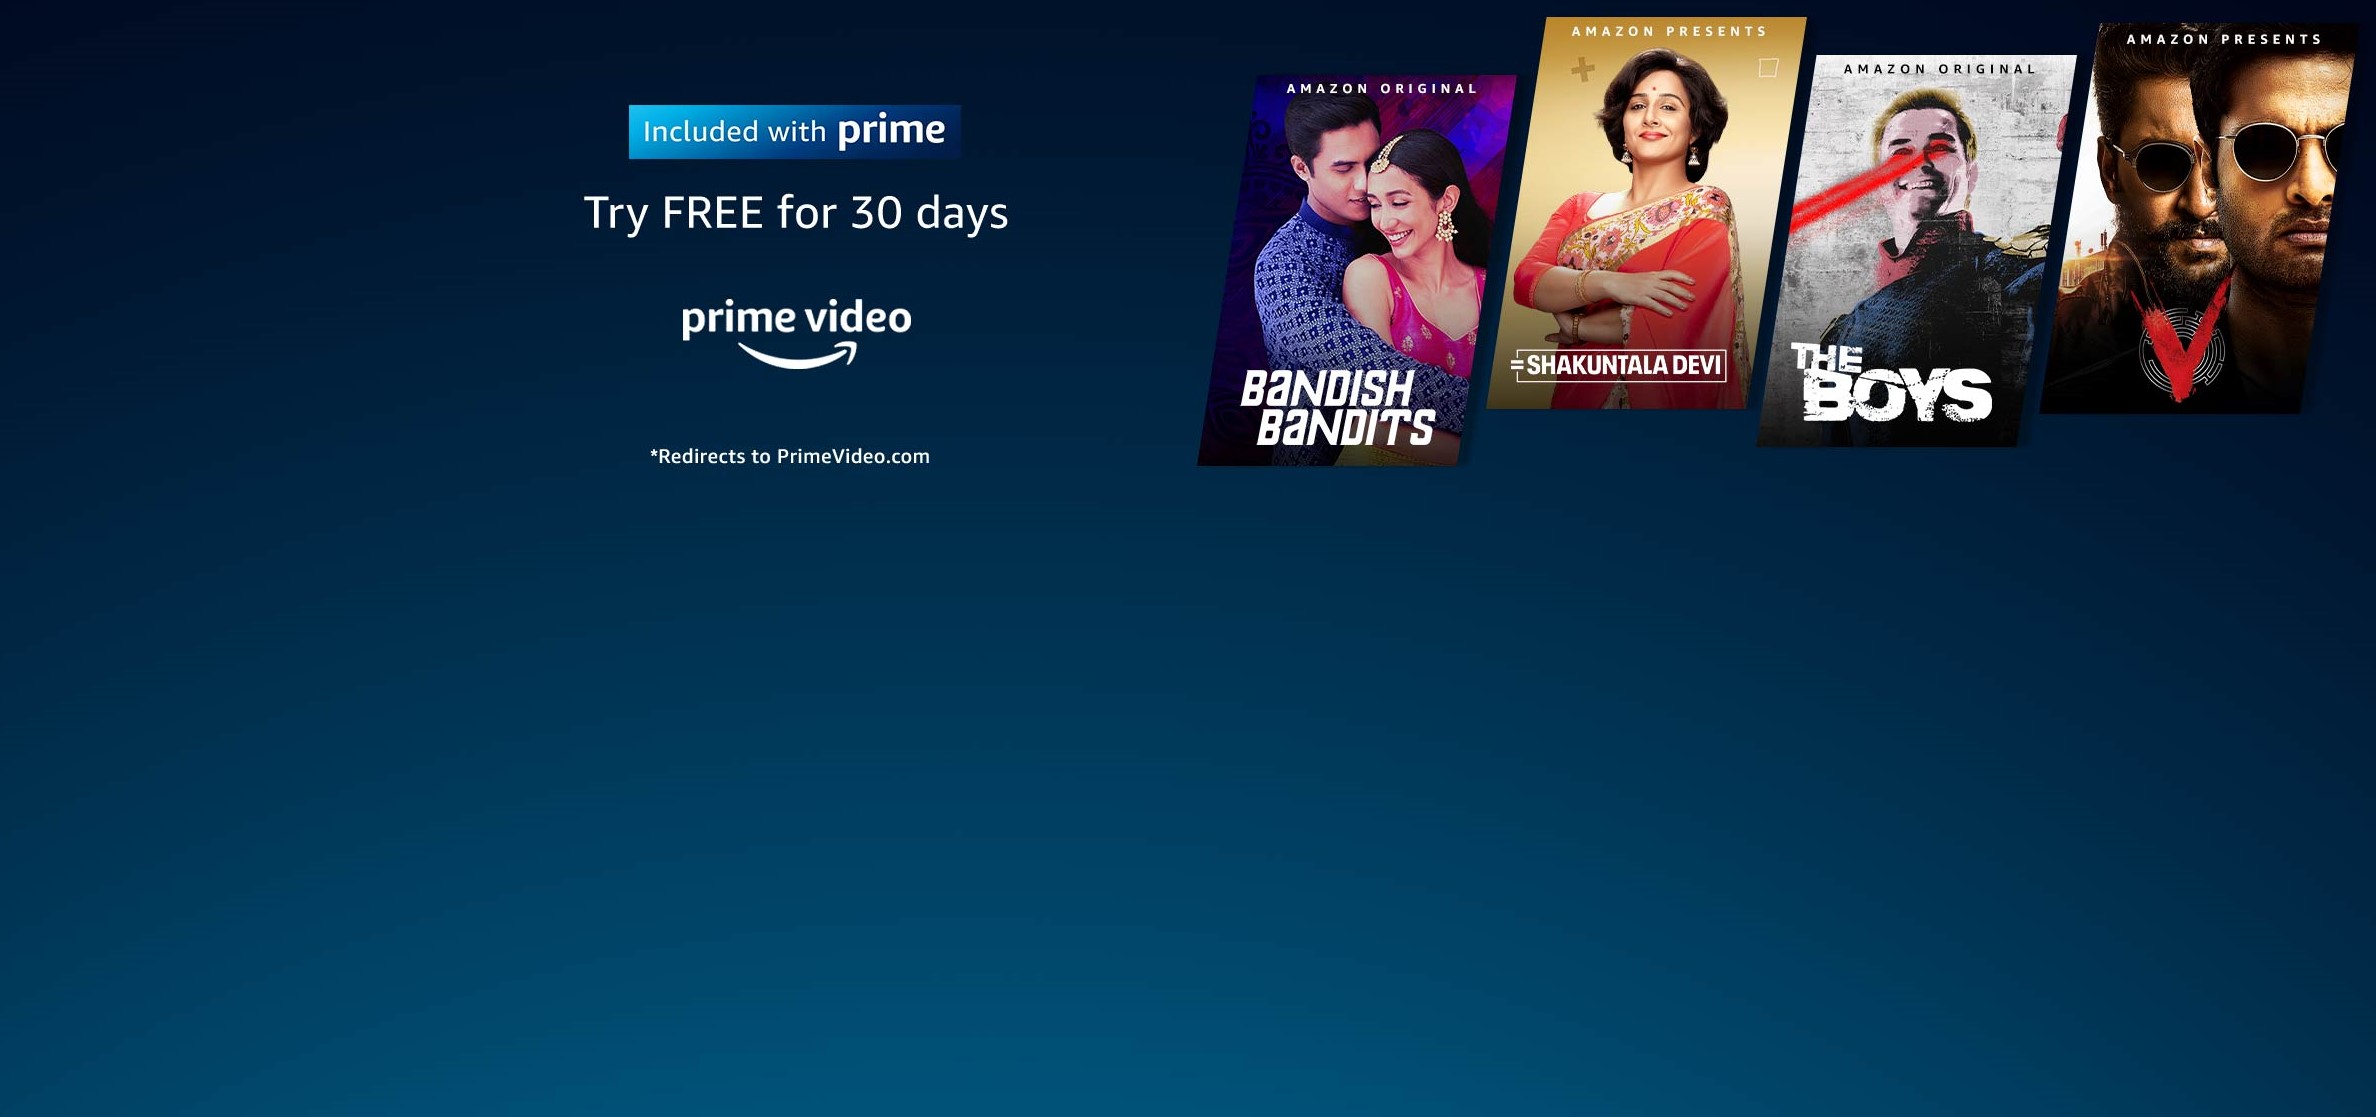 Included with prime
Try FREE for 30 days
prime video
*Redirects to PrimeVideo.com
AMAZON ORIGINAL
BANDISH
BANDITS
AMAZON PRESENTS
=SHAKUNTALA DEVI
AMAZON ORIGINAL
THE
BOYS
AMAZON PRESENTS
V